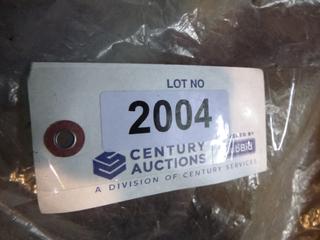 LOT NO
2004
CENTURY
AUCTIONS
A DIVISION OF CENTURY SERVICES